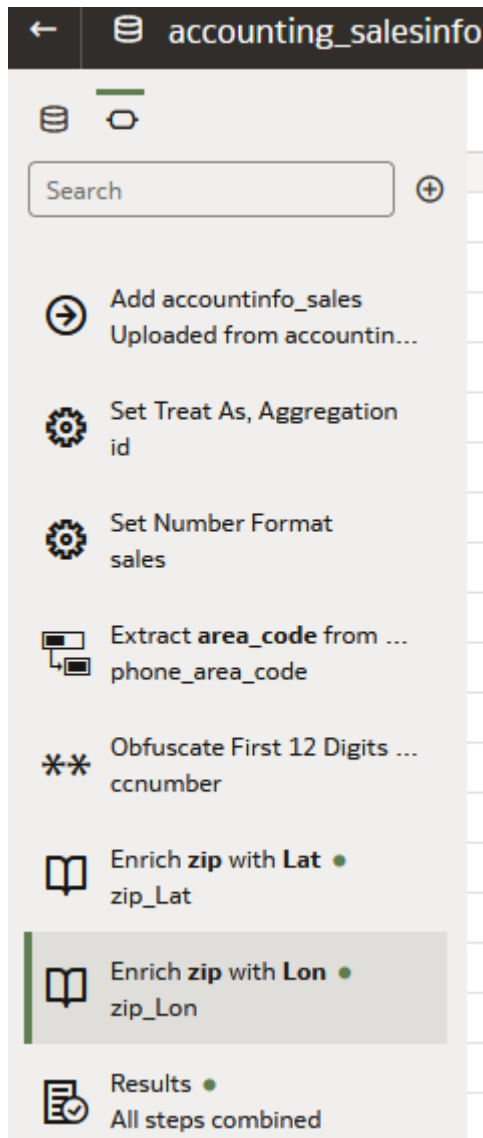 accounting_salesinfo
Search
Add accountinfo_sales
Uploaded from accountin...
Set Treat As, Aggregation
id
Set Number Format
sales
Extract area_code from ...
phone_area_code
Obfuscate First 12 Digits ...
ccnumber
Enrich zip with Lat
zip_Lat
Enrich zip with Lon
zip_Lon
Results
All steps combined